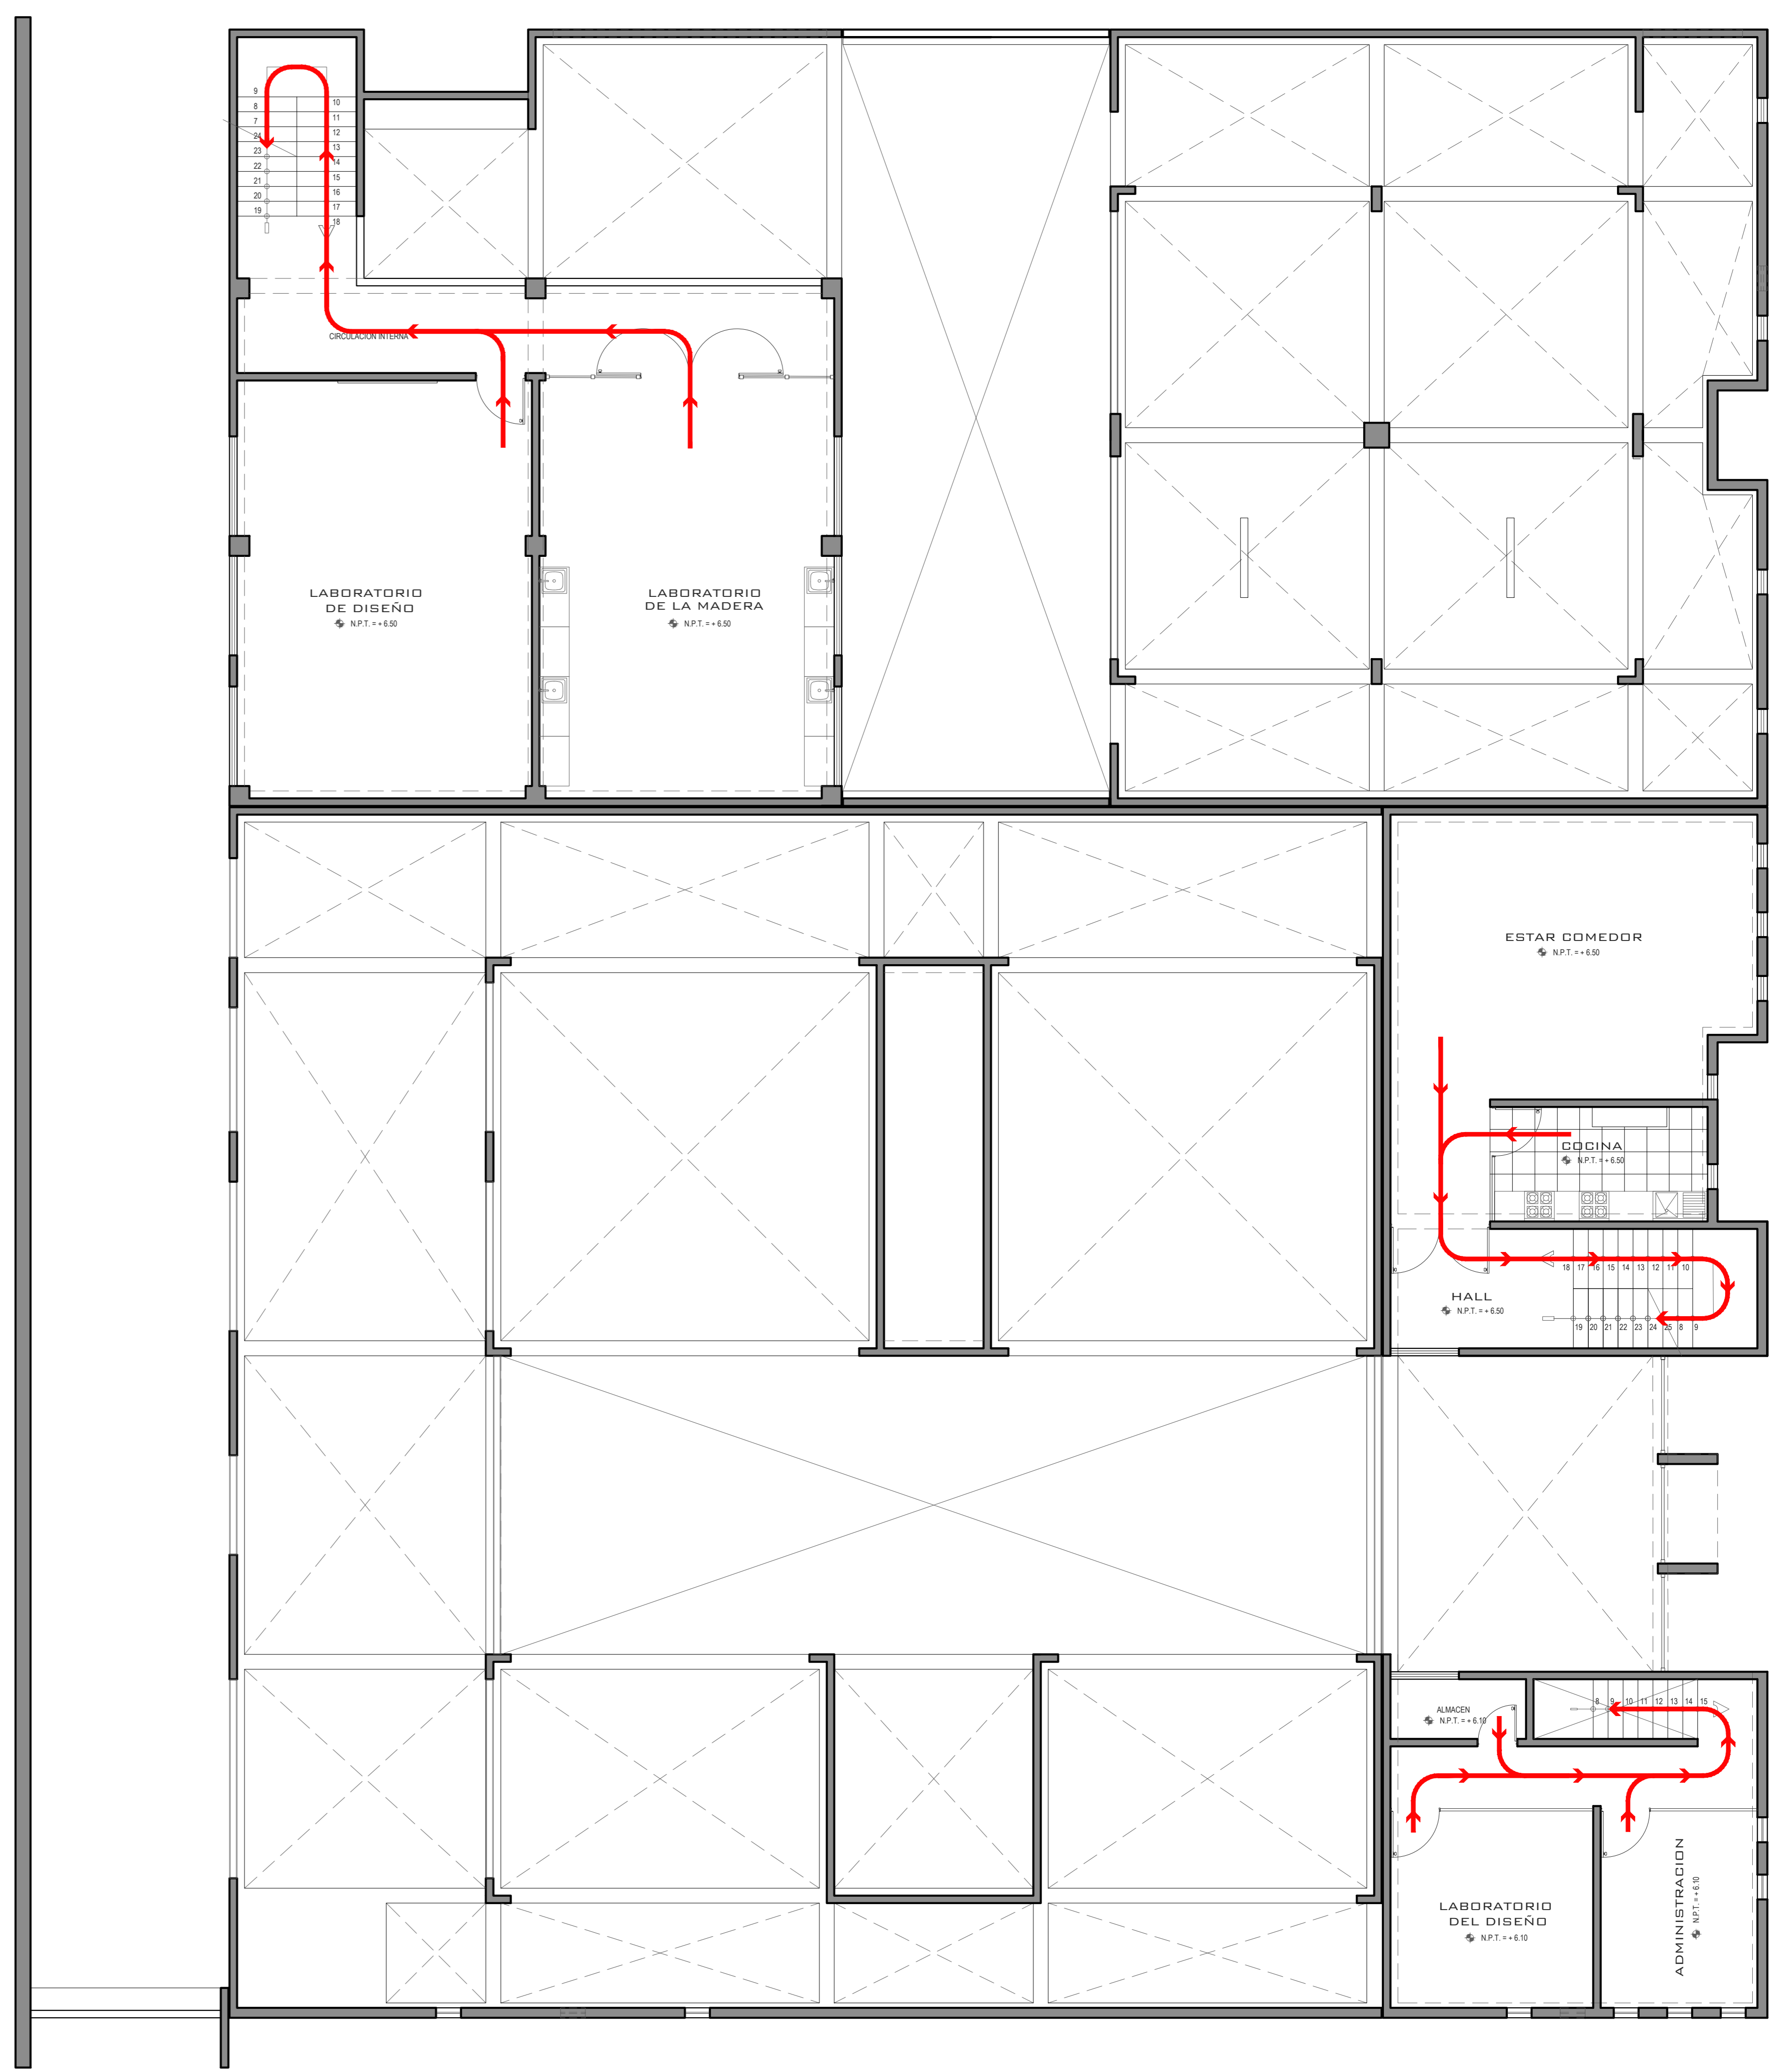 9
8
7
24
23
22
21
20
19
10
11
12
13
14
15
16
17
18
CIRCULACION INTERNA
LABORATORIO
DE DISEÑO
N.P.T. = + 6.50
LABORATORIO
DE LA MADERA
N.P.T. = + 6.50
ESTAR COMEDOR
N.P.T. = + 6.50
COCINA
N.P.T. = + 6.50
18 17 16 15 14 13 12 11 10
HALL
N.P.T. = + 6.50
19 20 21 22 23 24 25 8 9
ALMACEN
N.P.T. = + 6.10
8 9 10 11 12 13 14 15
LABORATORIO
DEL DISEÑO
N.P.T. = + 6.10
ADMINISTRACION
N.P.T. = + 6.10